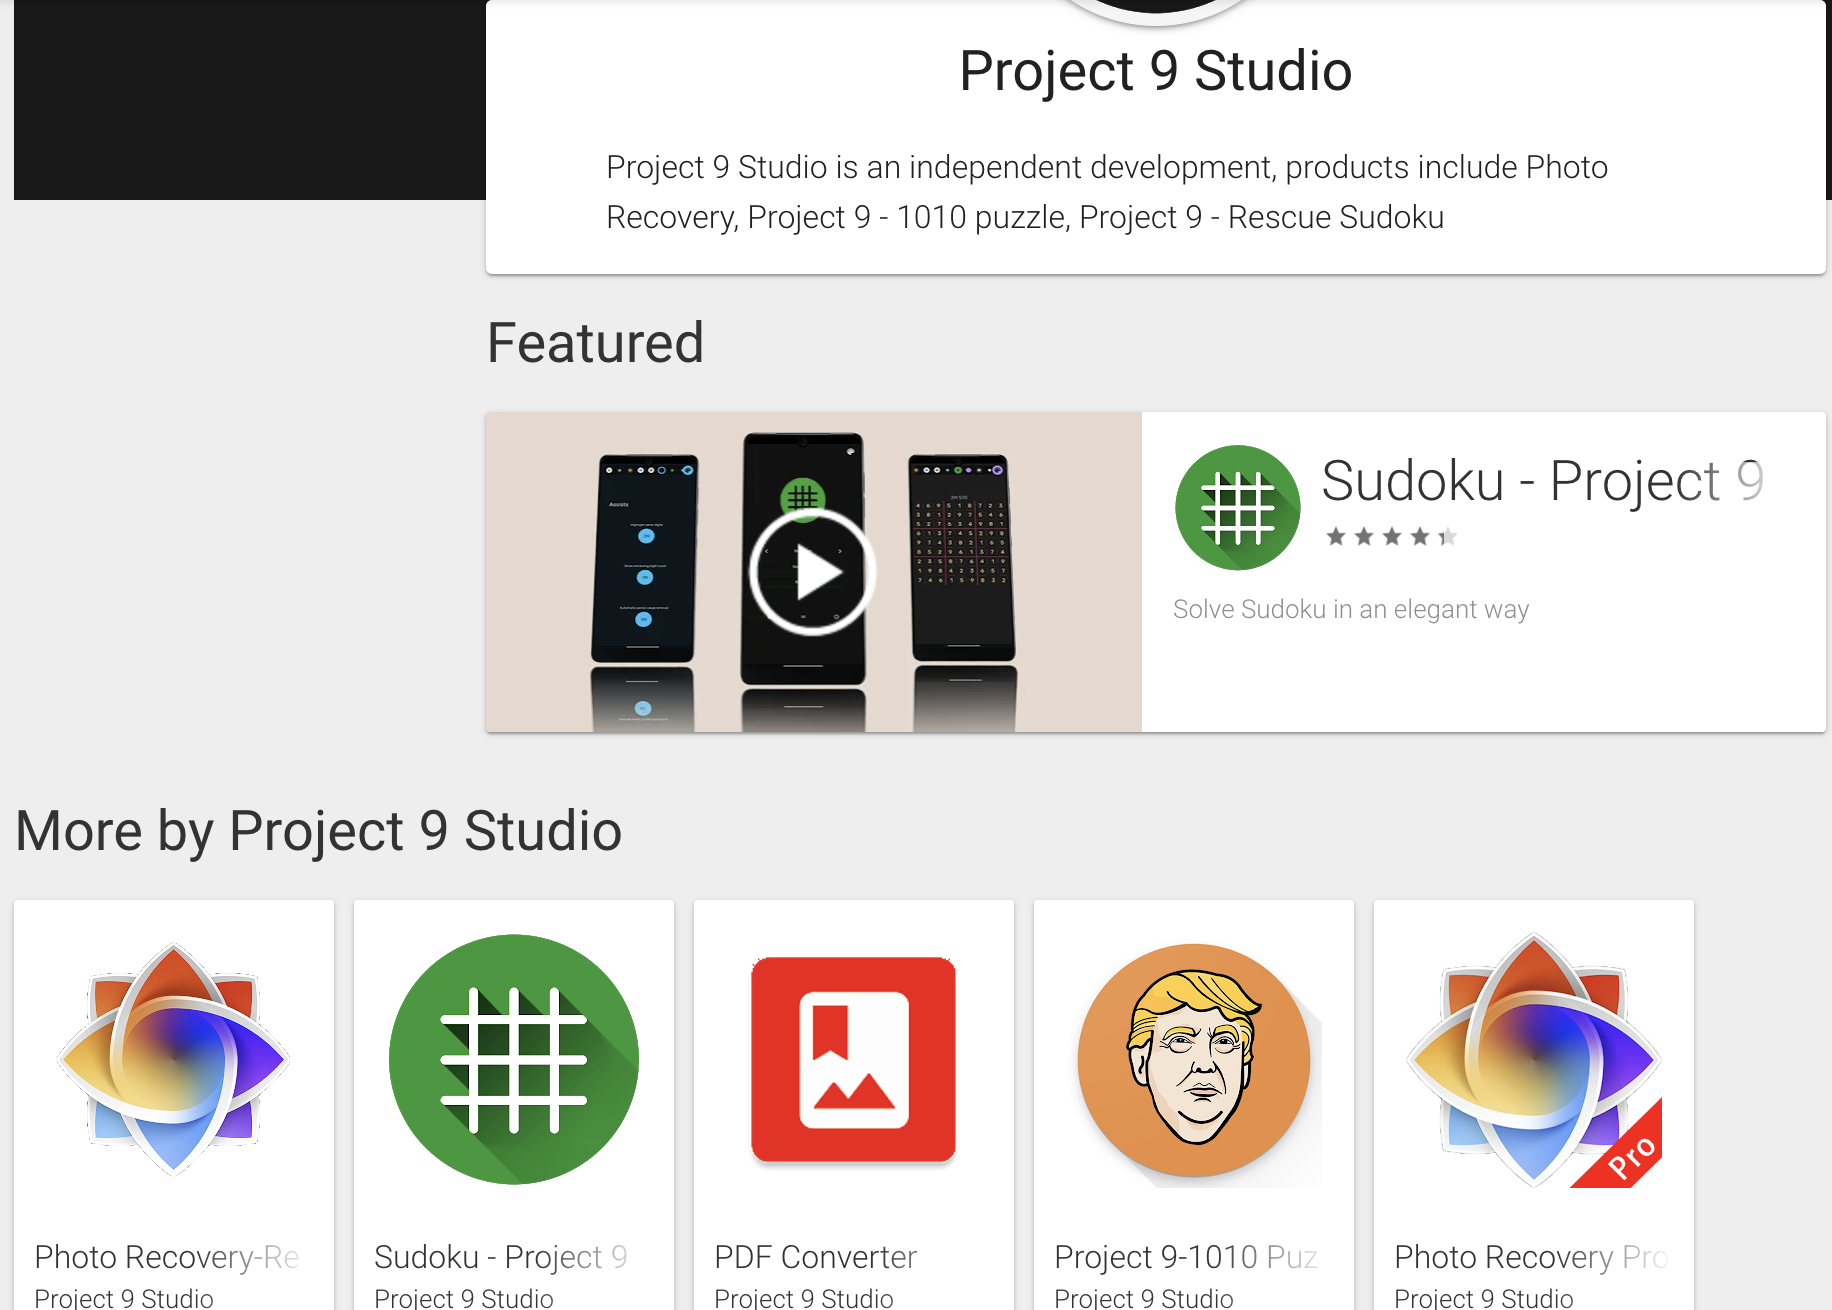 Project 9 Studio
Project 9 Studio is an independent development, products include Photo
Recovery, Project 9 - 1010 puzzle, Project 9 - Rescue Sudoku
Featured
Assists
Sudoku - Project 9
Solve Sudoku in an elegant way
More by Project 9 Studio
Pro
Photo Recovery-Re
Sudoku - Project 9
PDF Converter
Project 9-1010 Puz
Photo Recovery Pro
Project 9 Studio
Project 9 Studio
Project 9 Studio
Project 9 Studio
Project 9 Studio